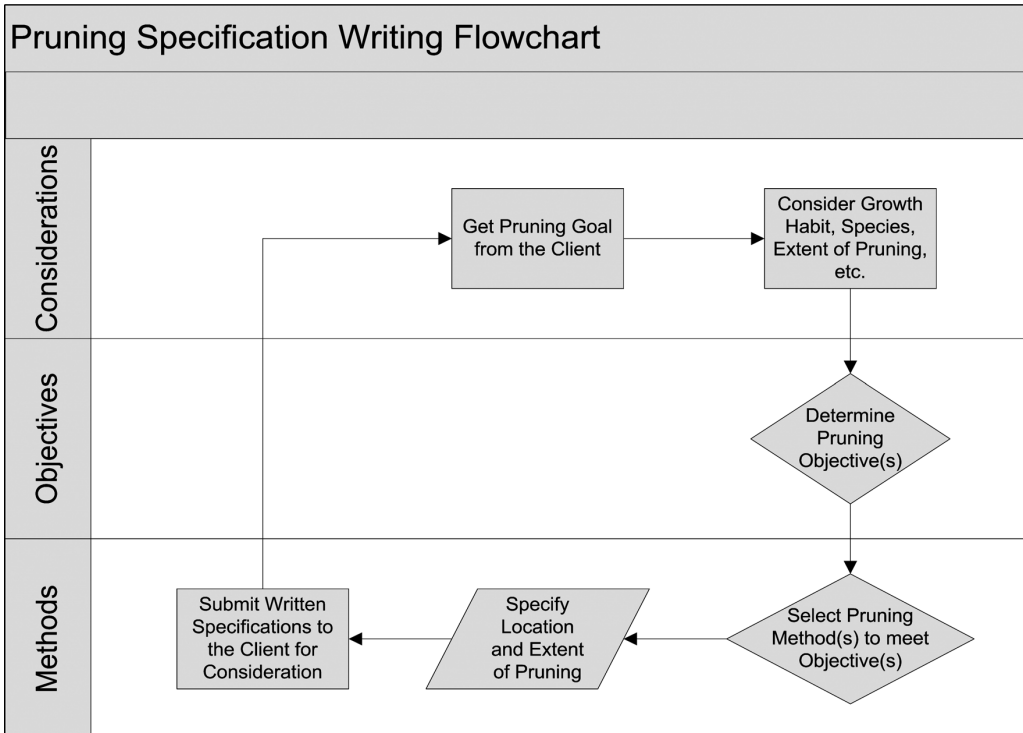 Pruning Specification Writing Flowchart
Considerations
Get Pruning Goal
from the Client
Consider Growth
Habit, Species,
Extent of Pruning,
etc.
Objectives
Determine
Pruning
Objective(s)
Methods
Submit Written
Specifications to
the Client for
Consideration
Specify
Location
and Extent
of Pruning
Select Pruning
Method(s) to meet
Objective(s)